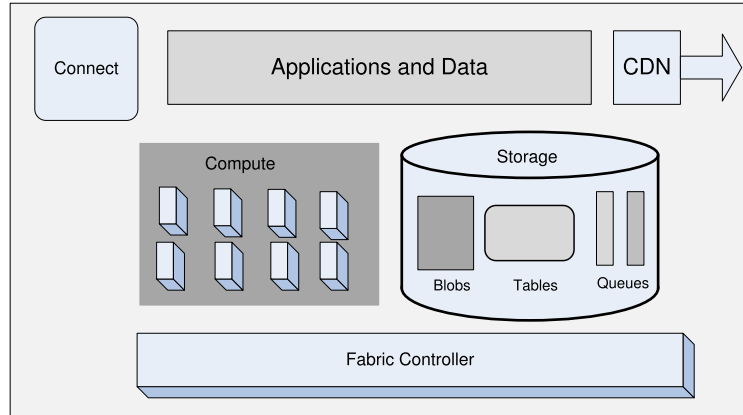 Connect
Applications and Data
CDN
Compute
Storage
Blobs
Tables
Queues
Fabric Controller